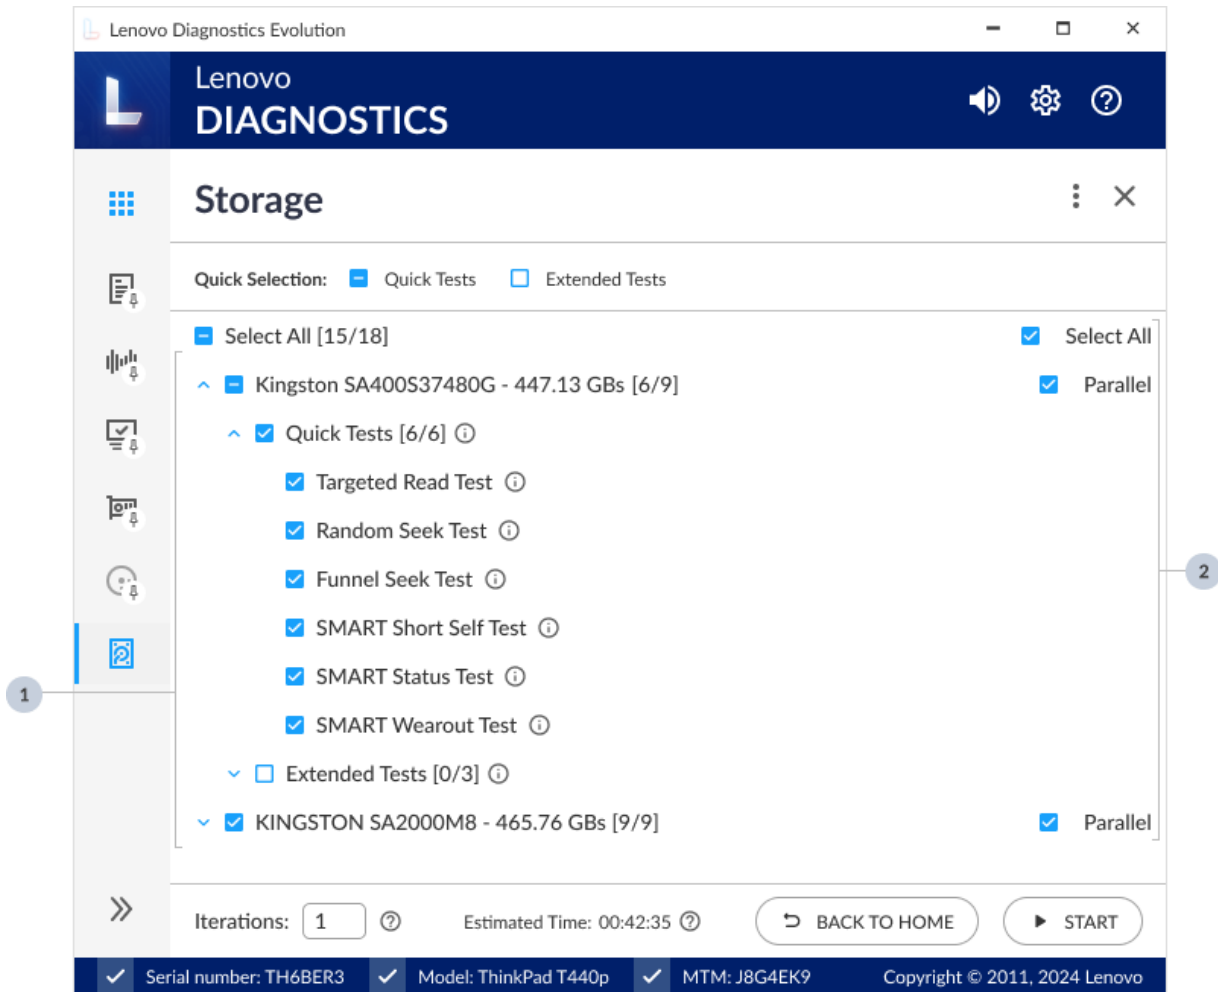 Lenovo Diagnostics Evolution
Lenovo
DIAGNOSTICS
Storage
Quick Selection: Quick Tests Extended Tests
Select All [15/18] Select All
Kingston SA400S37480G - 447.13 GBs [6/9] Parallel
Quick Tests [6/6]
Targeted Read Test
Random Seek Test
Funnel Seek Test
2
SMART Short Self Test
SMART Status Test
1
SMART Wearout Test
Extended Tests [0/3]
KINGSTON SA2000M8 - 465.76 GBs [9/9] Parallel
Iterations: 1 Estimated Time: 00:42:35 BACK TO HOME START
Serial number: TH6BER3 Model: ThinkPad T440p MTM: J8G4EK9 Copyright © 2011, 2024 Lenovo